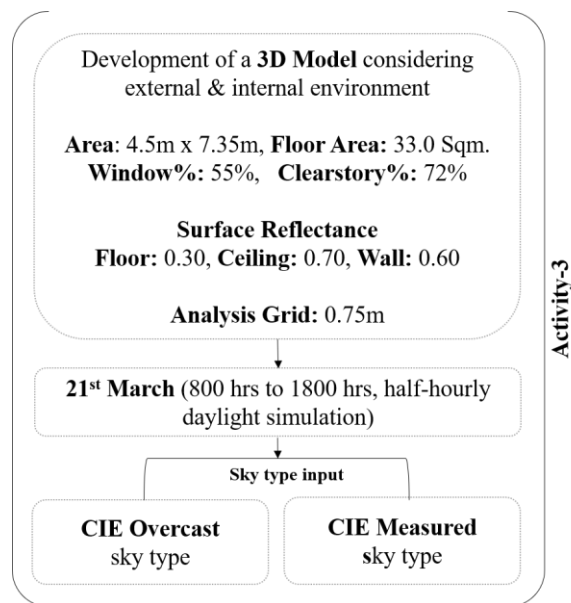 Development of a 3D Model considering
external & internal environment
Area: 4.5m x 7.35m, Floor Area: 33.0 Sqm.
Window%: 55%, Clearstory%: 72%
Surface Reflectance
Floor: 0.30, Ceiling: 0.70, Wall: 0.60
Analysis Grid: 0.75m
21st March (800 hrs to 1800 hrs, half-hourly
daylight simulation)
Sky type input
CIE Overcast
sky type
CIE Measured
sky type
Activity-3